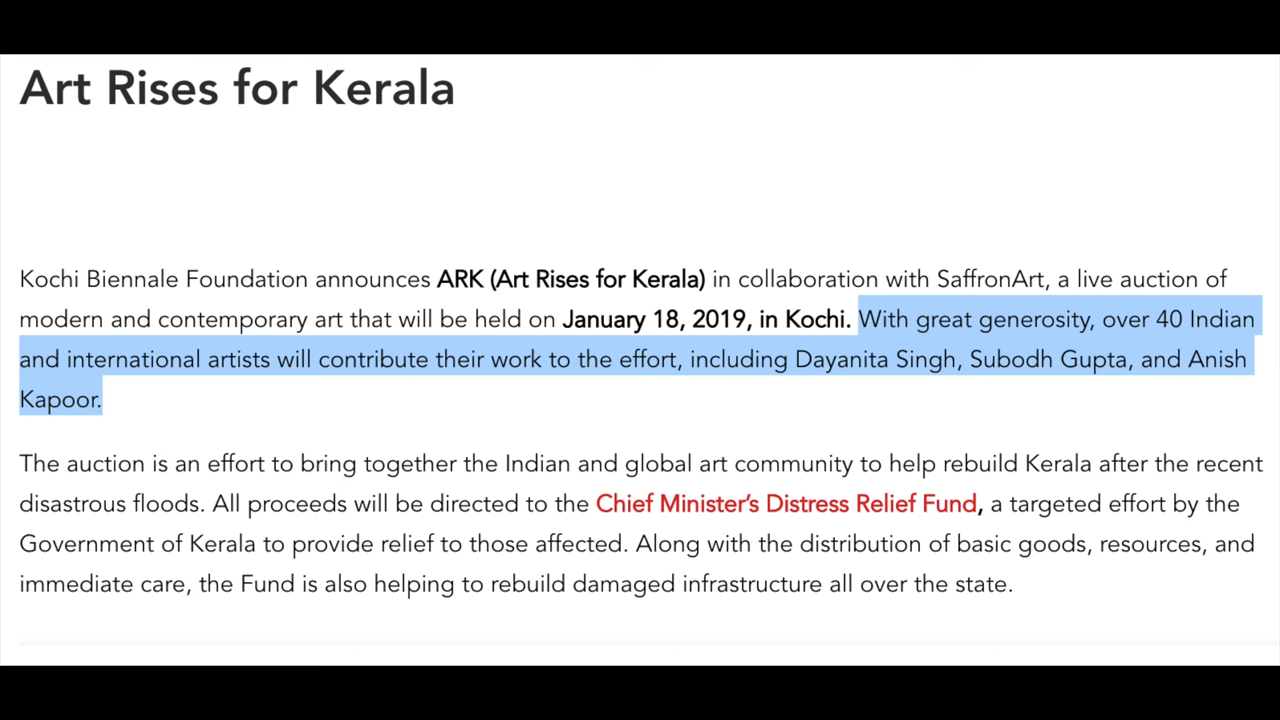 Art Rises for Kerala
Kochi Biennale Foundation announces ARK (Art Rises for Kerala) in collaboration with SaffronArt, a live auction of
modern and contemporary art that will be held on January 18, 2019, in Kochi. With great generosity, over 40 Indian
and international artists will contribute their work to the effort, including Dayanita Singh, Subodh Gupta, and Anish
Kapoor.
The auction is an effort to bring together the Indian and global art community to help rebuild Kerala after the recent
disastrous floods. All proceeds will be directed to the Chief Minister’s Distress Relief Fund, a targeted effort by the
Government of Kerala to provide relief to those affected. Along with the distribution of basic goods, resources, and
immediate care, the Fund is also helping to rebuild damaged infrastructure all over the state.